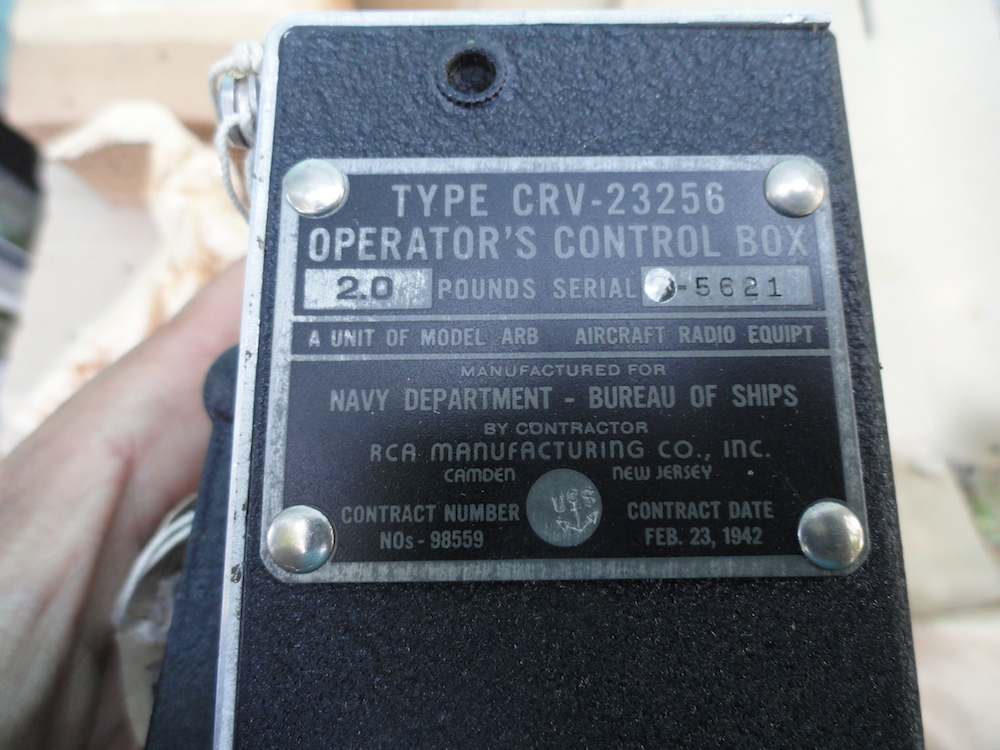 TYPE CRV-23256
OPERATOR'S CONTROL BOX
2.0 POUNDS SERIAL -5621
A UNIT OF MODEL ARB AIRCRAFT RADIO EQUIPT
MANUFACTURED FOR
NAVY DEPARTMENT - BUREAU OF SHIPS
BY CONTRACTOR
RCA MANUFACTURING CO., INC.
CAMDEN NEW JERSEY
CONTRACT NUMBER
NOs - 98559
USS
CONTRACT DATE
FEB. 23, 1942